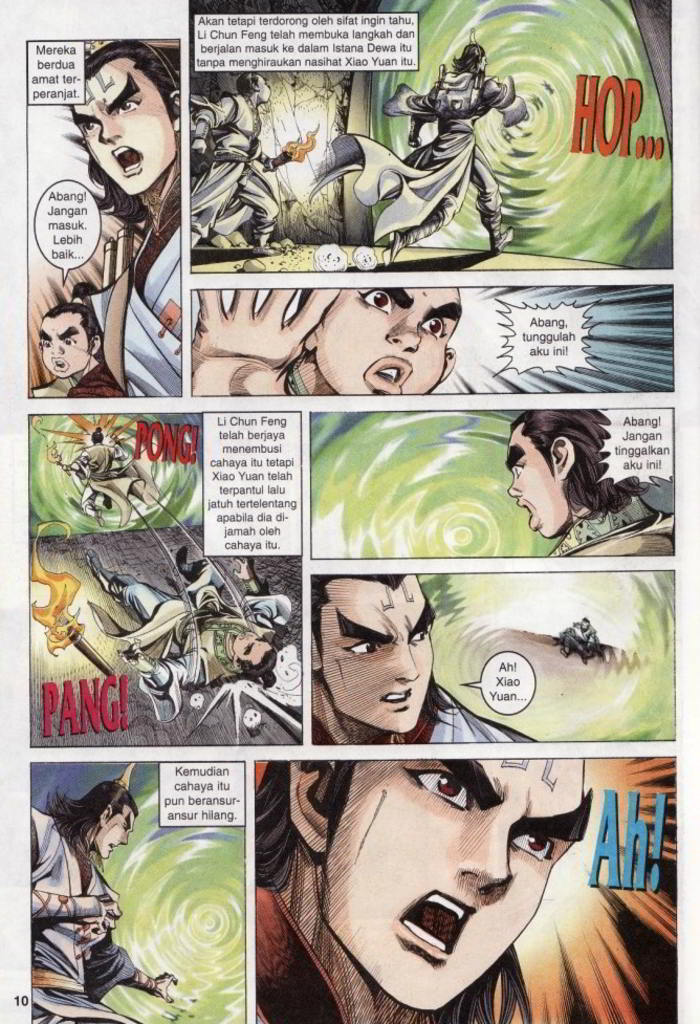 Mereka
berdua
amat ter-
peranjat.
Abang!
Jangan
masuk.
Lebih
baik...
Akan tetapi terdorong oleh sifat ingin tahu,
Li Chun Feng telah membuka langkah dan
berjalan masuk ke dalam Istana Dewa itu
tanpa menghiraukan nasihat Xiao Yuan itu.
HOP...
Abang,
tunggulah
aku ini!
PONG!
Li Chun Feng
telah berjaya
menembusi
cahaya itu tetapi
Xiao Yuan telah
terpantul lalu
jatuh tertelentang
apabila dia di-
jampuk oleh
cahaya itu.
PANG!
Abang!
Jangan
tinggalkan
aku ini!
Ah!
Xiao
Yuan...
Kemudian
cahaya itu
pun beransur-
ansur hilang.
Ah!
10